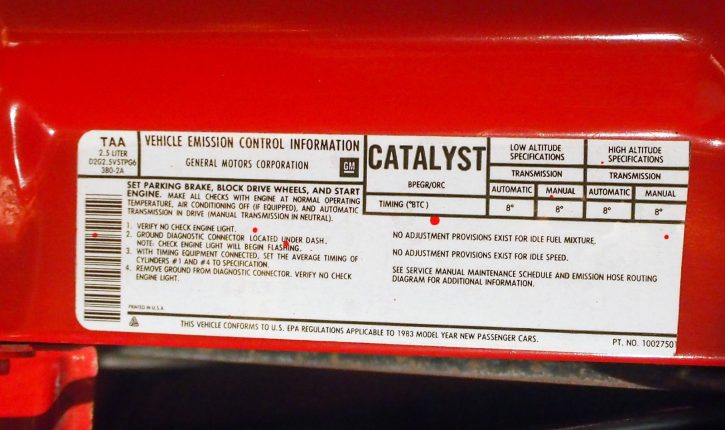 TAA
2.5 LITER
D2G2.5V5TPG6
3B0-2A
VEHICLE EMISSION CONTROL INFORMATION
GENERAL MOTORS CORPORATION
GM
CATALYST
BPEGR/ORC
LOW ALTITUDE
SPECIFICATIONS
HIGH ALTITUDE
SPECIFICATIONS
TRANSMISSION
TRANSMISSION
AUTOMATIC
MANUAL
AUTOMATIC
MANUAL
TIMING (°BTC)
8°
8°
8°
8°
SET PARKING BRAKE, BLOCK DRIVE WHEELS, AND START
ENGINE. MAKE ALL CHECKS WITH ENGINE AT NORMAL OPERATING
TEMPERATURE, AIR CONDITIONING OFF (IF EQUIPPED), AND AUTOMATIC
TRANSMISSION IN DRIVE (MANUAL TRANSMISSION IN NEUTRAL).
1. VERIFY NO CHECK ENGINE LIGHT.
2. GROUND DIAGNOSTIC CONNECTOR LOCATED UNDER DASH.
NOTE: CHECK ENGINE LIGHT WILL BEGIN FLASHING.
3. WITH TIMING EQUIPMENT CONNECTED, SET THE AVERAGE TIMING OF
CYLINDERS #1 AND #4 TO SPECIFICATION.
4. REMOVE GROUND FROM DIAGNOSTIC CONNECTOR. VERIFY NO CHECK
ENGINE LIGHT.
NO ADJUSTMENT PROVISIONS EXIST FOR IDLE FUEL MIXTURE.
NO ADJUSTMENT PROVISIONS EXIST FOR IDLE SPEED.
SEE SERVICE MANUAL MAINTENANCE SCHEDULE AND EMISSION HOSE ROUTING
DIAGRAM FOR ADDITIONAL INFORMATION.
PRINTED IN U.S.A.
THIS VEHICLE CONFORMS TO U.S. EPA REGULATIONS APPLICABLE TO 1983 MODEL YEAR NEW PASSENGER CARS.
PT. NO. 10027501